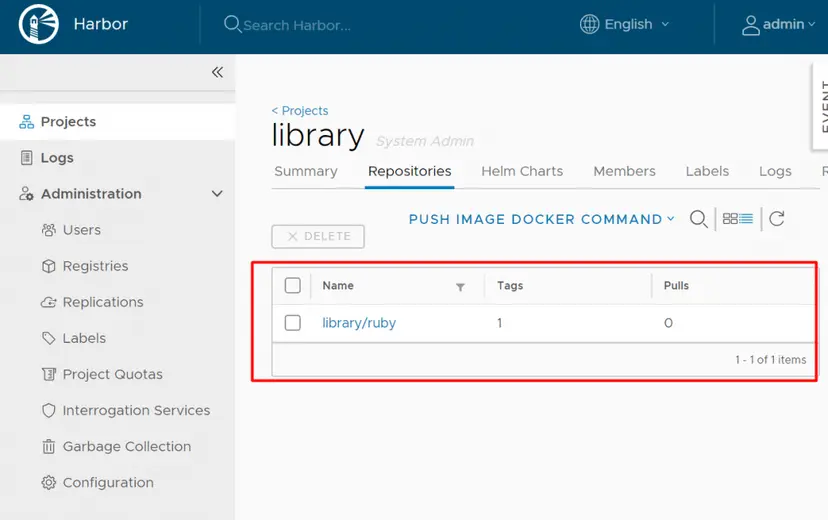 Harbor
Search Harbor...
English
admin
EVENT
Projects
Logs
Administration
Users
Registries
Replications
Labels
Project Quotas
Interrogation Services
Garbage Collection
Configuration
< Projects
library System Admin
Summary Repositories Helm Charts Members Labels Logs
PUSH IMAGE DOCKER COMMAND
DELETE
Name Tags Pulls
library/ruby 1 0
1 - 1 of 1 items